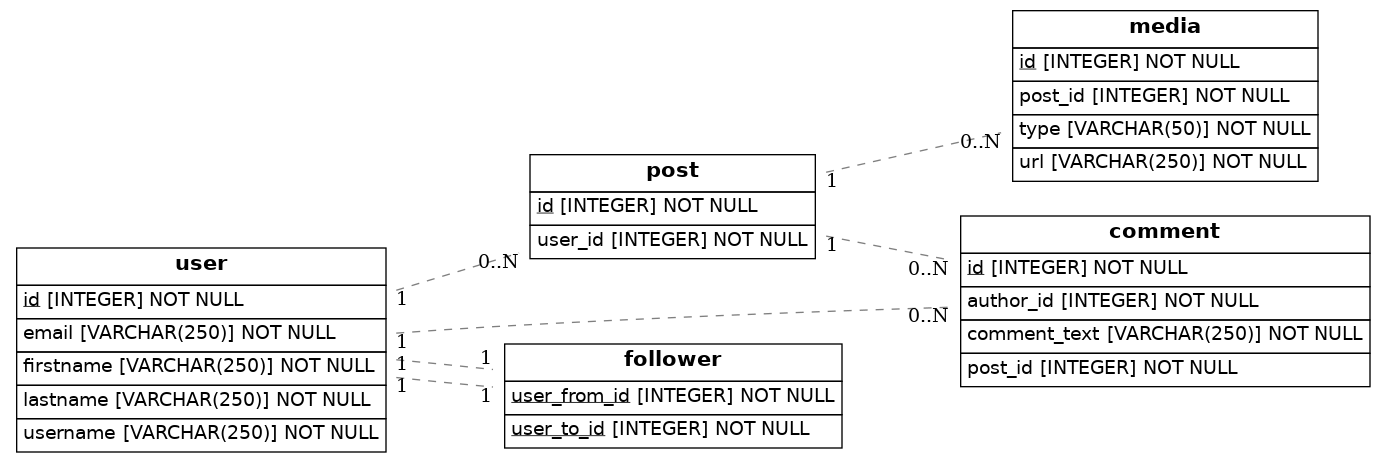 media
id [INTEGER] NOT NULL
post_id [INTEGER] NOT NULL
type [VARCHAR(50)] NOT NULL
url [VARCHAR(250)] NOT NULL
0..N
1
post
id [INTEGER] NOT NULL
user_id [INTEGER] NOT NULL
1
0..N
comment
id [INTEGER] NOT NULL
author_id [INTEGER] NOT NULL
comment_text [VARCHAR(250)] NOT NULL
post_id [INTEGER] NOT NULL
0..N
0..N
1
user
id [INTEGER] NOT NULL
email [VARCHAR(250)] NOT NULL
firstname [VARCHAR(250)] NOT NULL
lastname [VARCHAR(250)] NOT NULL
username [VARCHAR(250)] NOT NULL
1
1
1
1
1
follower
user_from_id [INTEGER] NOT NULL
user_to_id [INTEGER] NOT NULL